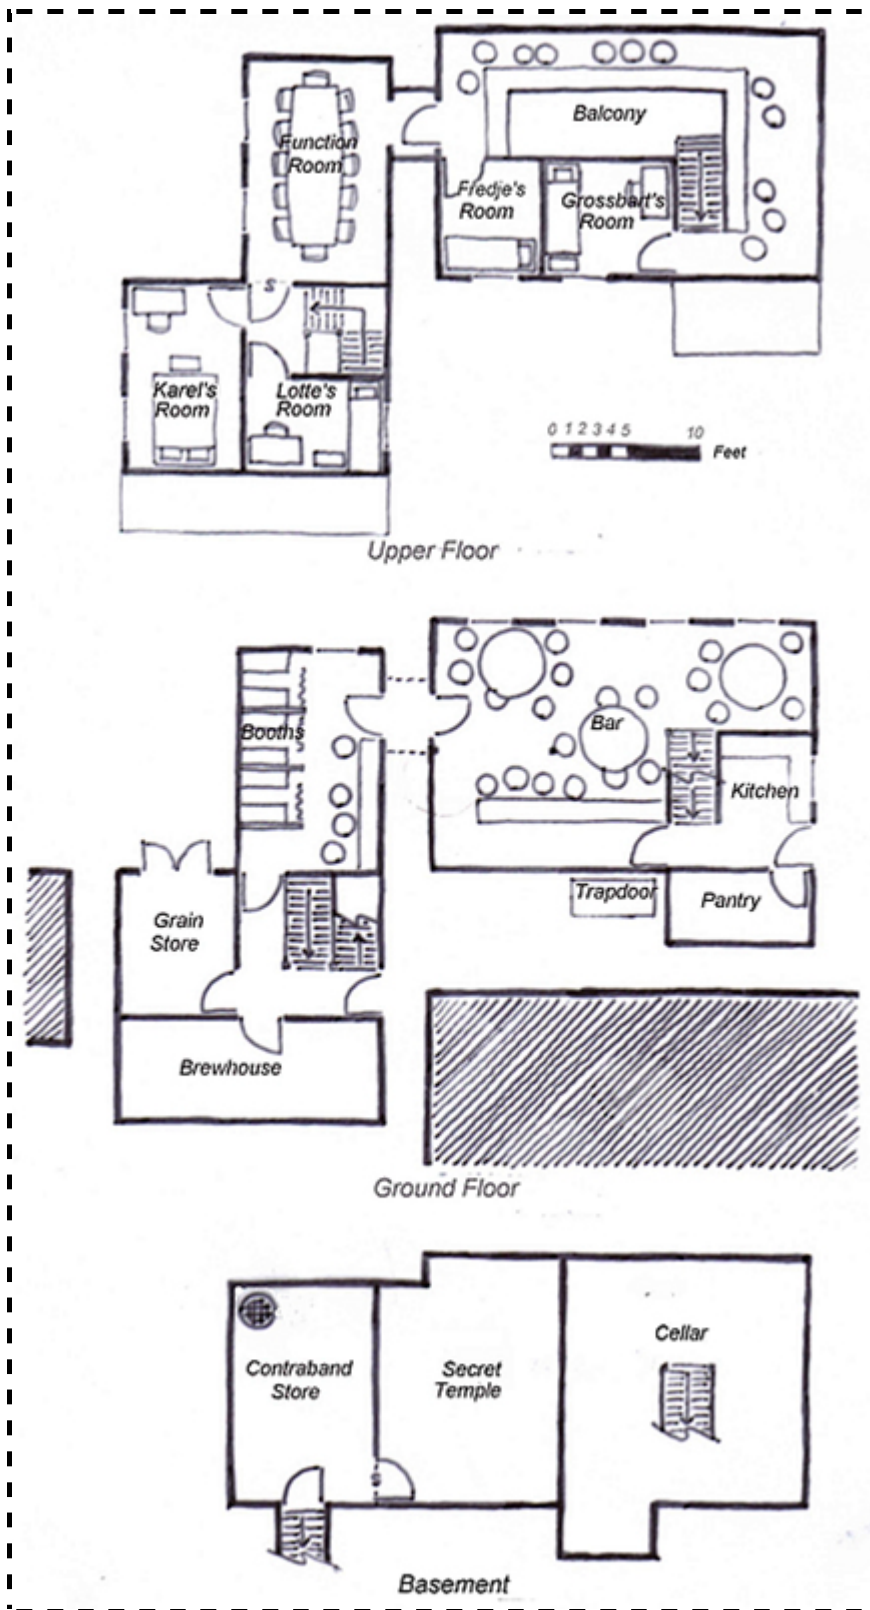 Balcony
Function
Room
Fredje's
Room
Grossbart's
Room
S
Karel's
Room
Lotte's
Room
0 1 2 3 4 5 10
Feet
Upper Floor
Booths
Bar
Kitchen
Trapdoor
Pantry
Grain
Store
Brewhouse
Ground Floor
Cellar
Contraband
Store
Secret
Temple
S
Basement